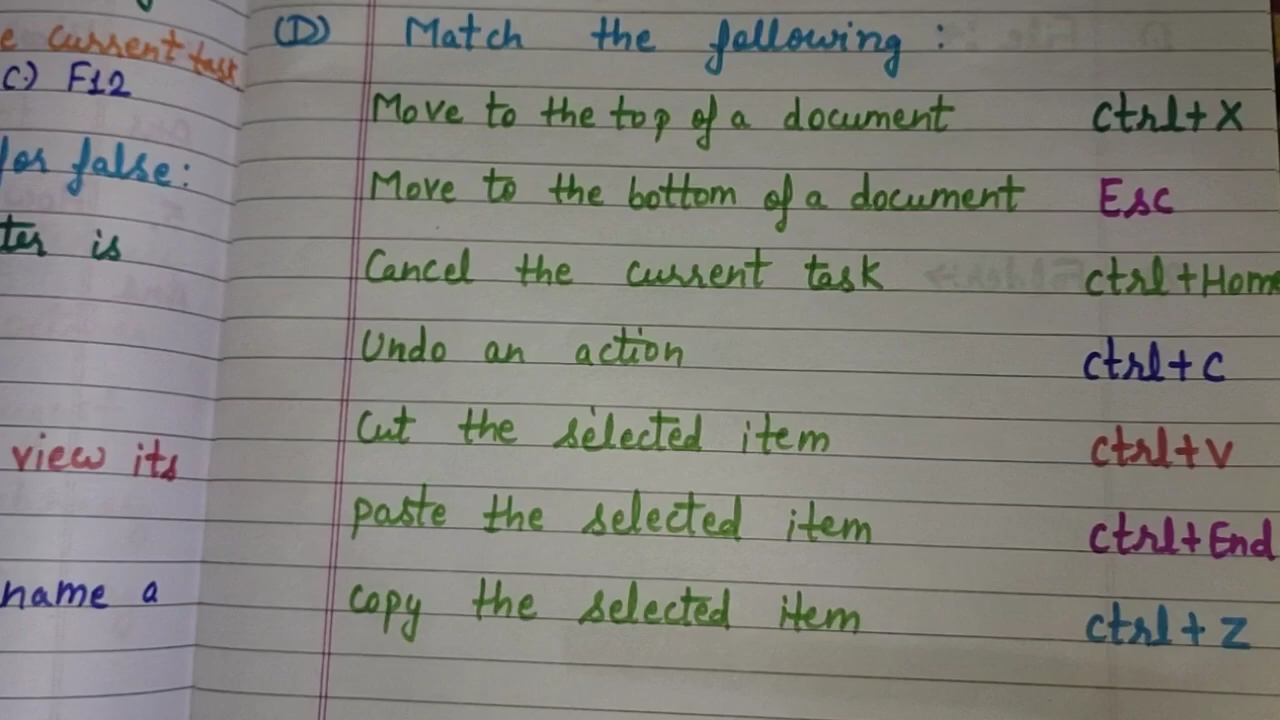 e current task
c) F12
for false:
ter is
view its
name a
(D) Match the following :
Move to the top of a document ctrl+X
Move to the bottom of a document Esc
Cancel the current task ctrl+Home
Undo an action ctrl+c
Cut the selected item ctrl+v
paste the selected item ctrl+End
copy the selected item ctrl+z